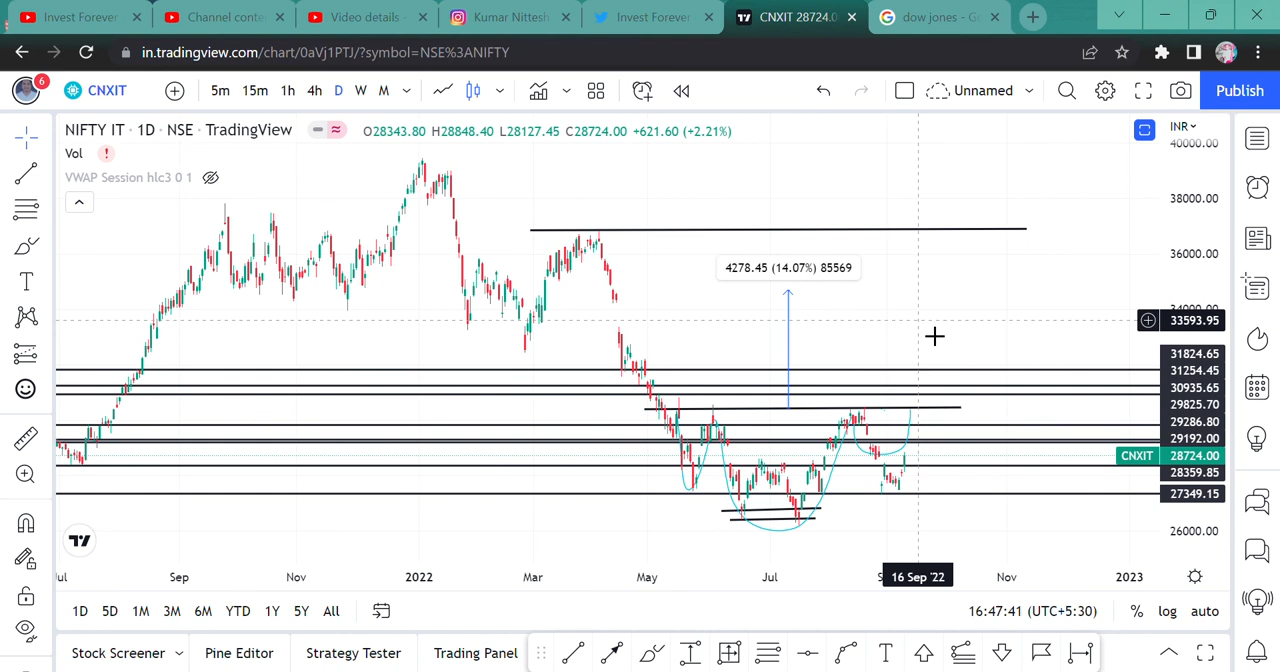 Invest Forever
Channel conte
Video details
Kumar Nittesh
Invest Forever
CNXIT 28724.0
dow jones - G
in.tradingview.com/chart/0aVj1PTJ/?symbol=NSE%3ANIFTY
6
CNXIT
5m 15m 1h 4h D W M
Unnamed
Publish
NIFTY IT · 1D · NSE · TradingView
O28343.80 H28848.40 L28127.45 C28724.00 +621.60 (+2.21%)
INR
Vol
VWAP Session hlc3 0 1
40000.00
38000.00
36000.00
4278.45 (14.07%) 85569
34000.00
33593.95
31824.65
31254.45
30935.65
29825.70
29286.80
29192.00
CNXIT 28724.00
28359.85
27349.15
26000.00
Jul Sep Nov 2022 Mar May Jul S 16 Sep '22 Nov 2023
1D 5D 1M 3M 6M YTD 1Y 5Y All
16:47:41 (UTC+5:30)
% log auto
Stock Screener
Pine Editor
Strategy Tester
Trading Panel